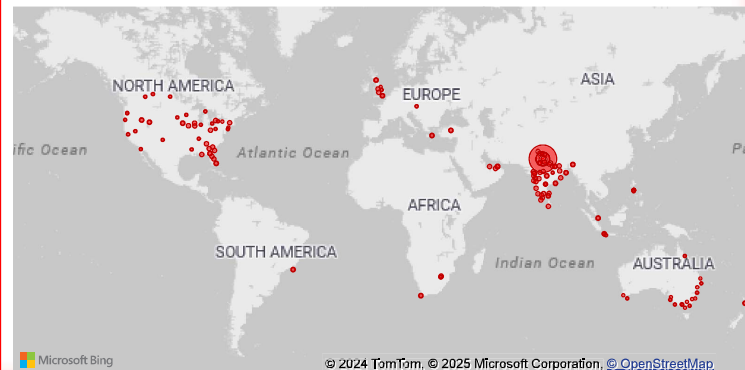 NORTH AMERICA
EUROPE
ASIA
ific Ocean
Atlantic Ocean
Pa
AFRICA
SOUTH AMERICA
Indian Ocean
AUSTRALIA
Microsoft Bing
© 2024 TomTom, © 2025 Microsoft Corporation, © OpenStreetMap